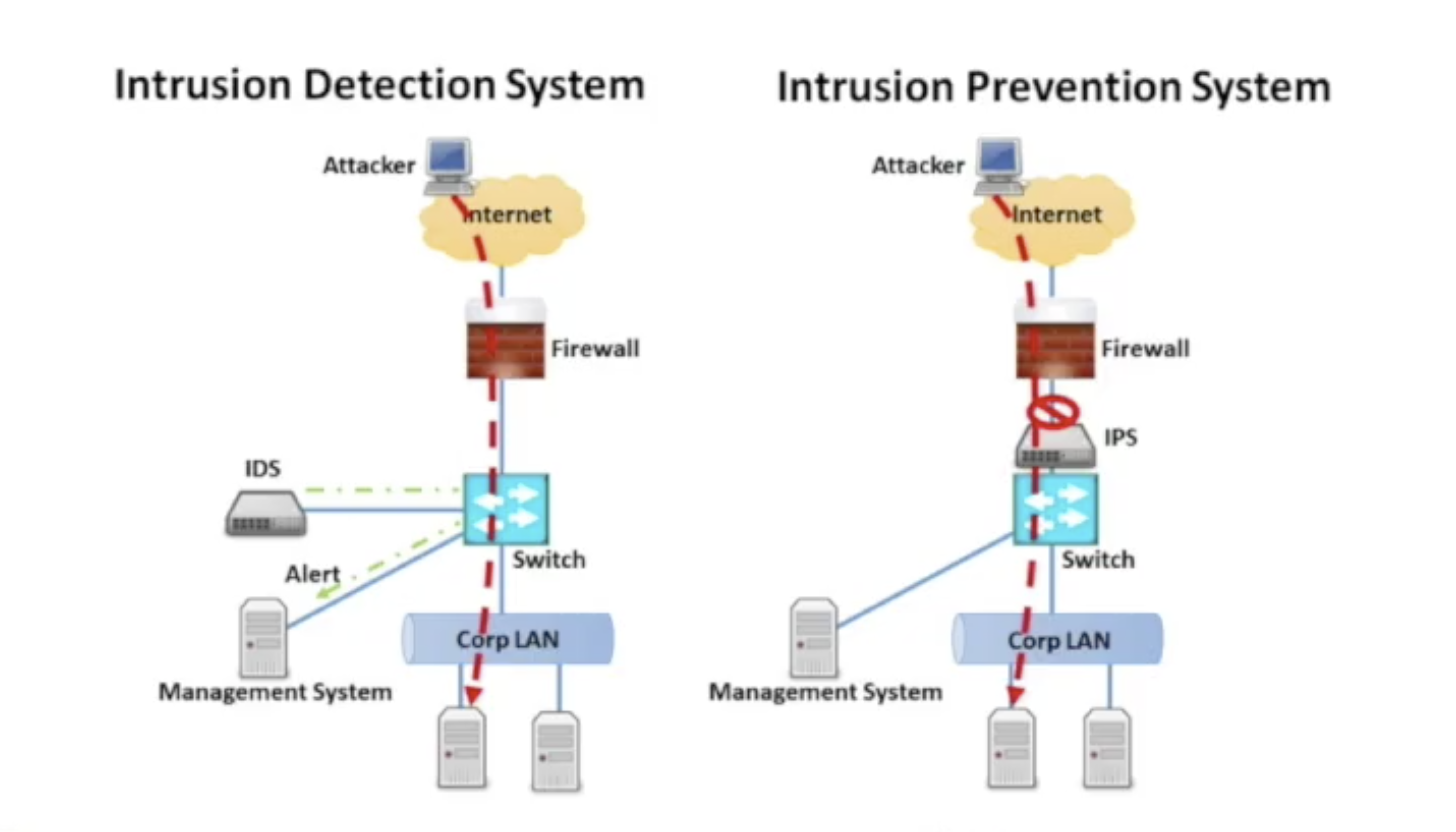 Intrusion Detection System
Attacker
Internet
Firewall
IDS
Switch
Alert
Corp LAN
Management System
Intrusion Prevention System
Attacker
Internet
Firewall
IPS
Switch
Corp LAN
Management System